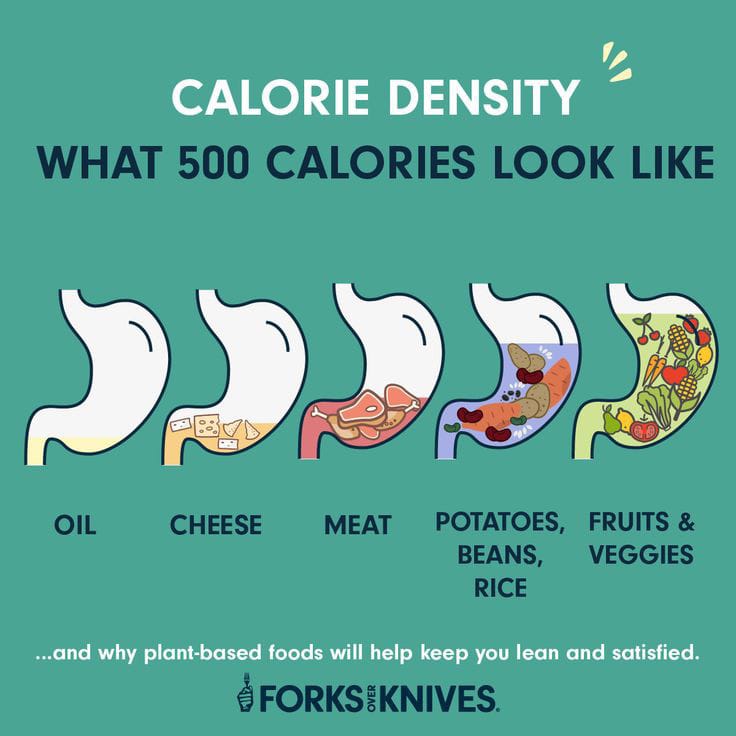 CALORIE DENSITY
WHAT 500 CALORIES LOOK LIKE
OIL
CHEESE
MEAT
POTATOES,
BEANS,
RICE
FRUITS &
VEGGIES
...and why plant-based foods will help keep you lean and satisfied.
FORKS OVER KNIVES®